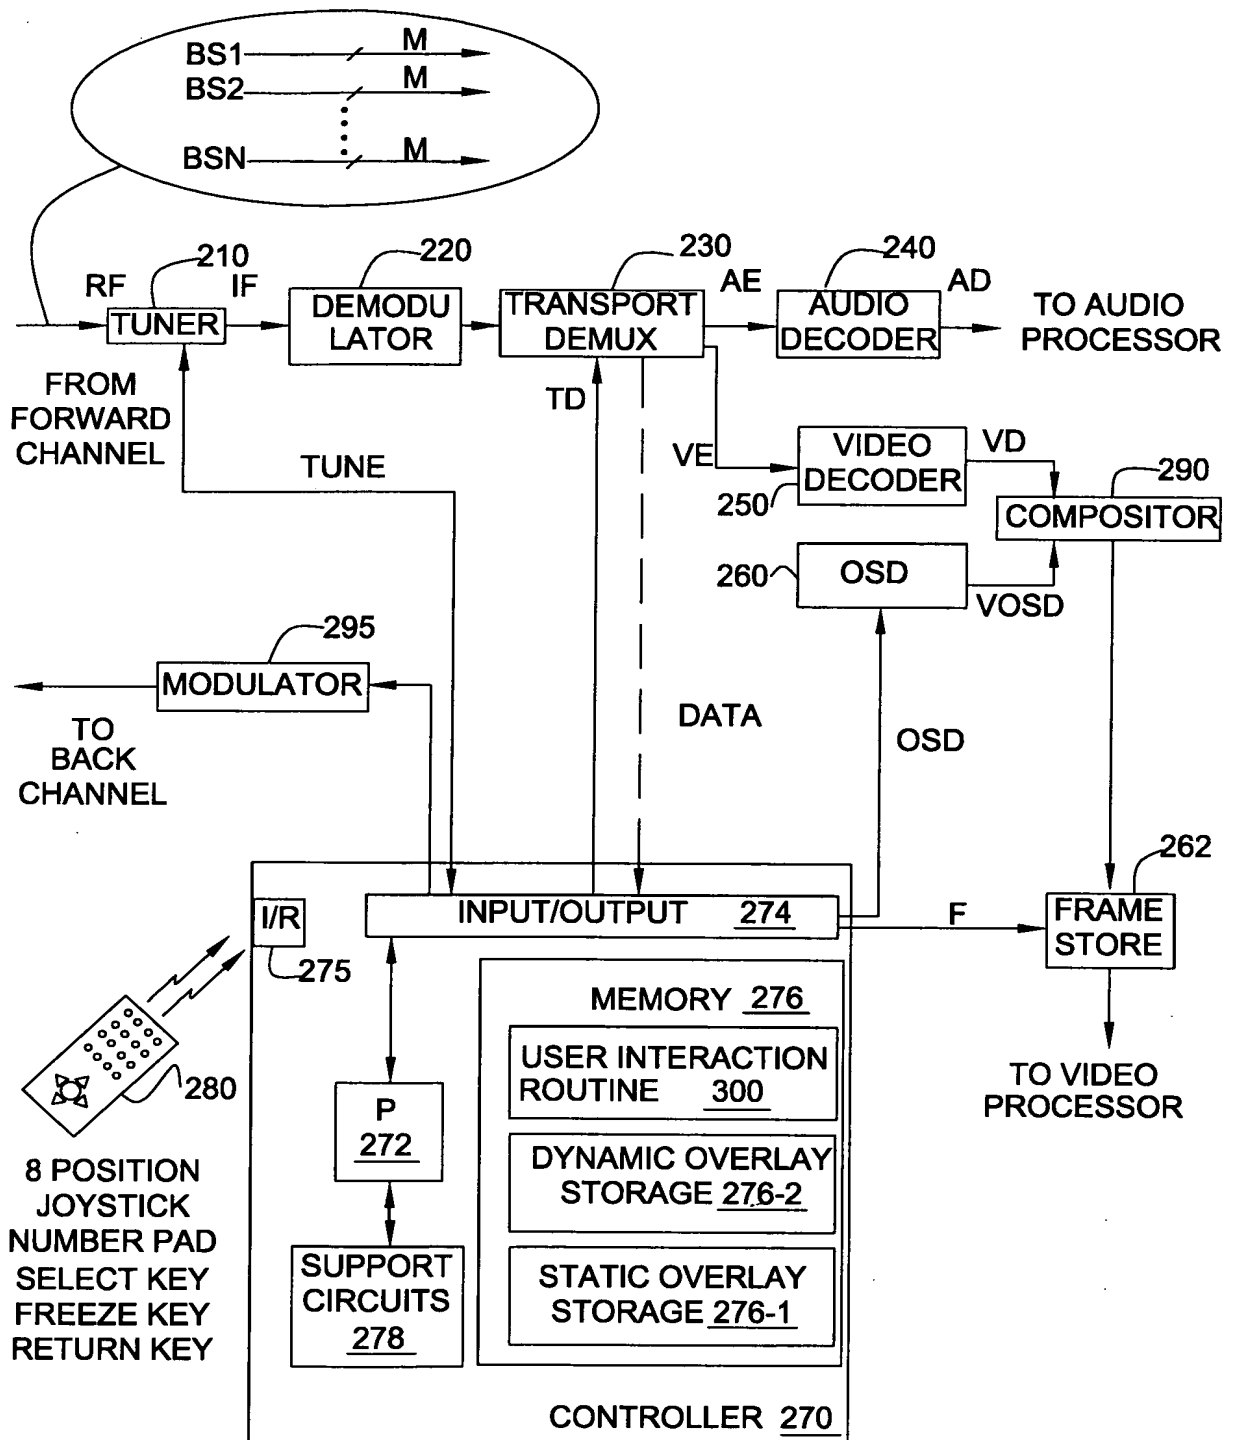 BS1 M
BS2 M
BSN M
210
220
230
240
RF
IF
AE
AD
TUNER
DEMODU
LATOR
TRANSPORT
DEMUX
AUDIO
DECODER
TO AUDIO
PROCESSOR
FROM
FORWARD
CHANNEL
TUNE
TD
VE
VIDEO
DECODER
250
VD
290
COMPOSITOR
260
OSD
VOSD
295
MODULATOR
TO
BACK
CHANNEL
DATA
OSD
262
I/R
275
INPUT/OUTPUT 274
F
FRAME
STORE
MEMORY 276
USER INTERACTION
ROUTINE 300
DYNAMIC OVERLAY
STORAGE 276-2
STATIC OVERLAY
STORAGE 276-1
TO VIDEO
PROCESSOR
280
P
272
SUPPORT
CIRCUITS
278
8 POSITION
JOYSTICK
NUMBER PAD
SELECT KEY
FREEZE KEY
RETURN KEY
CONTROLLER 270